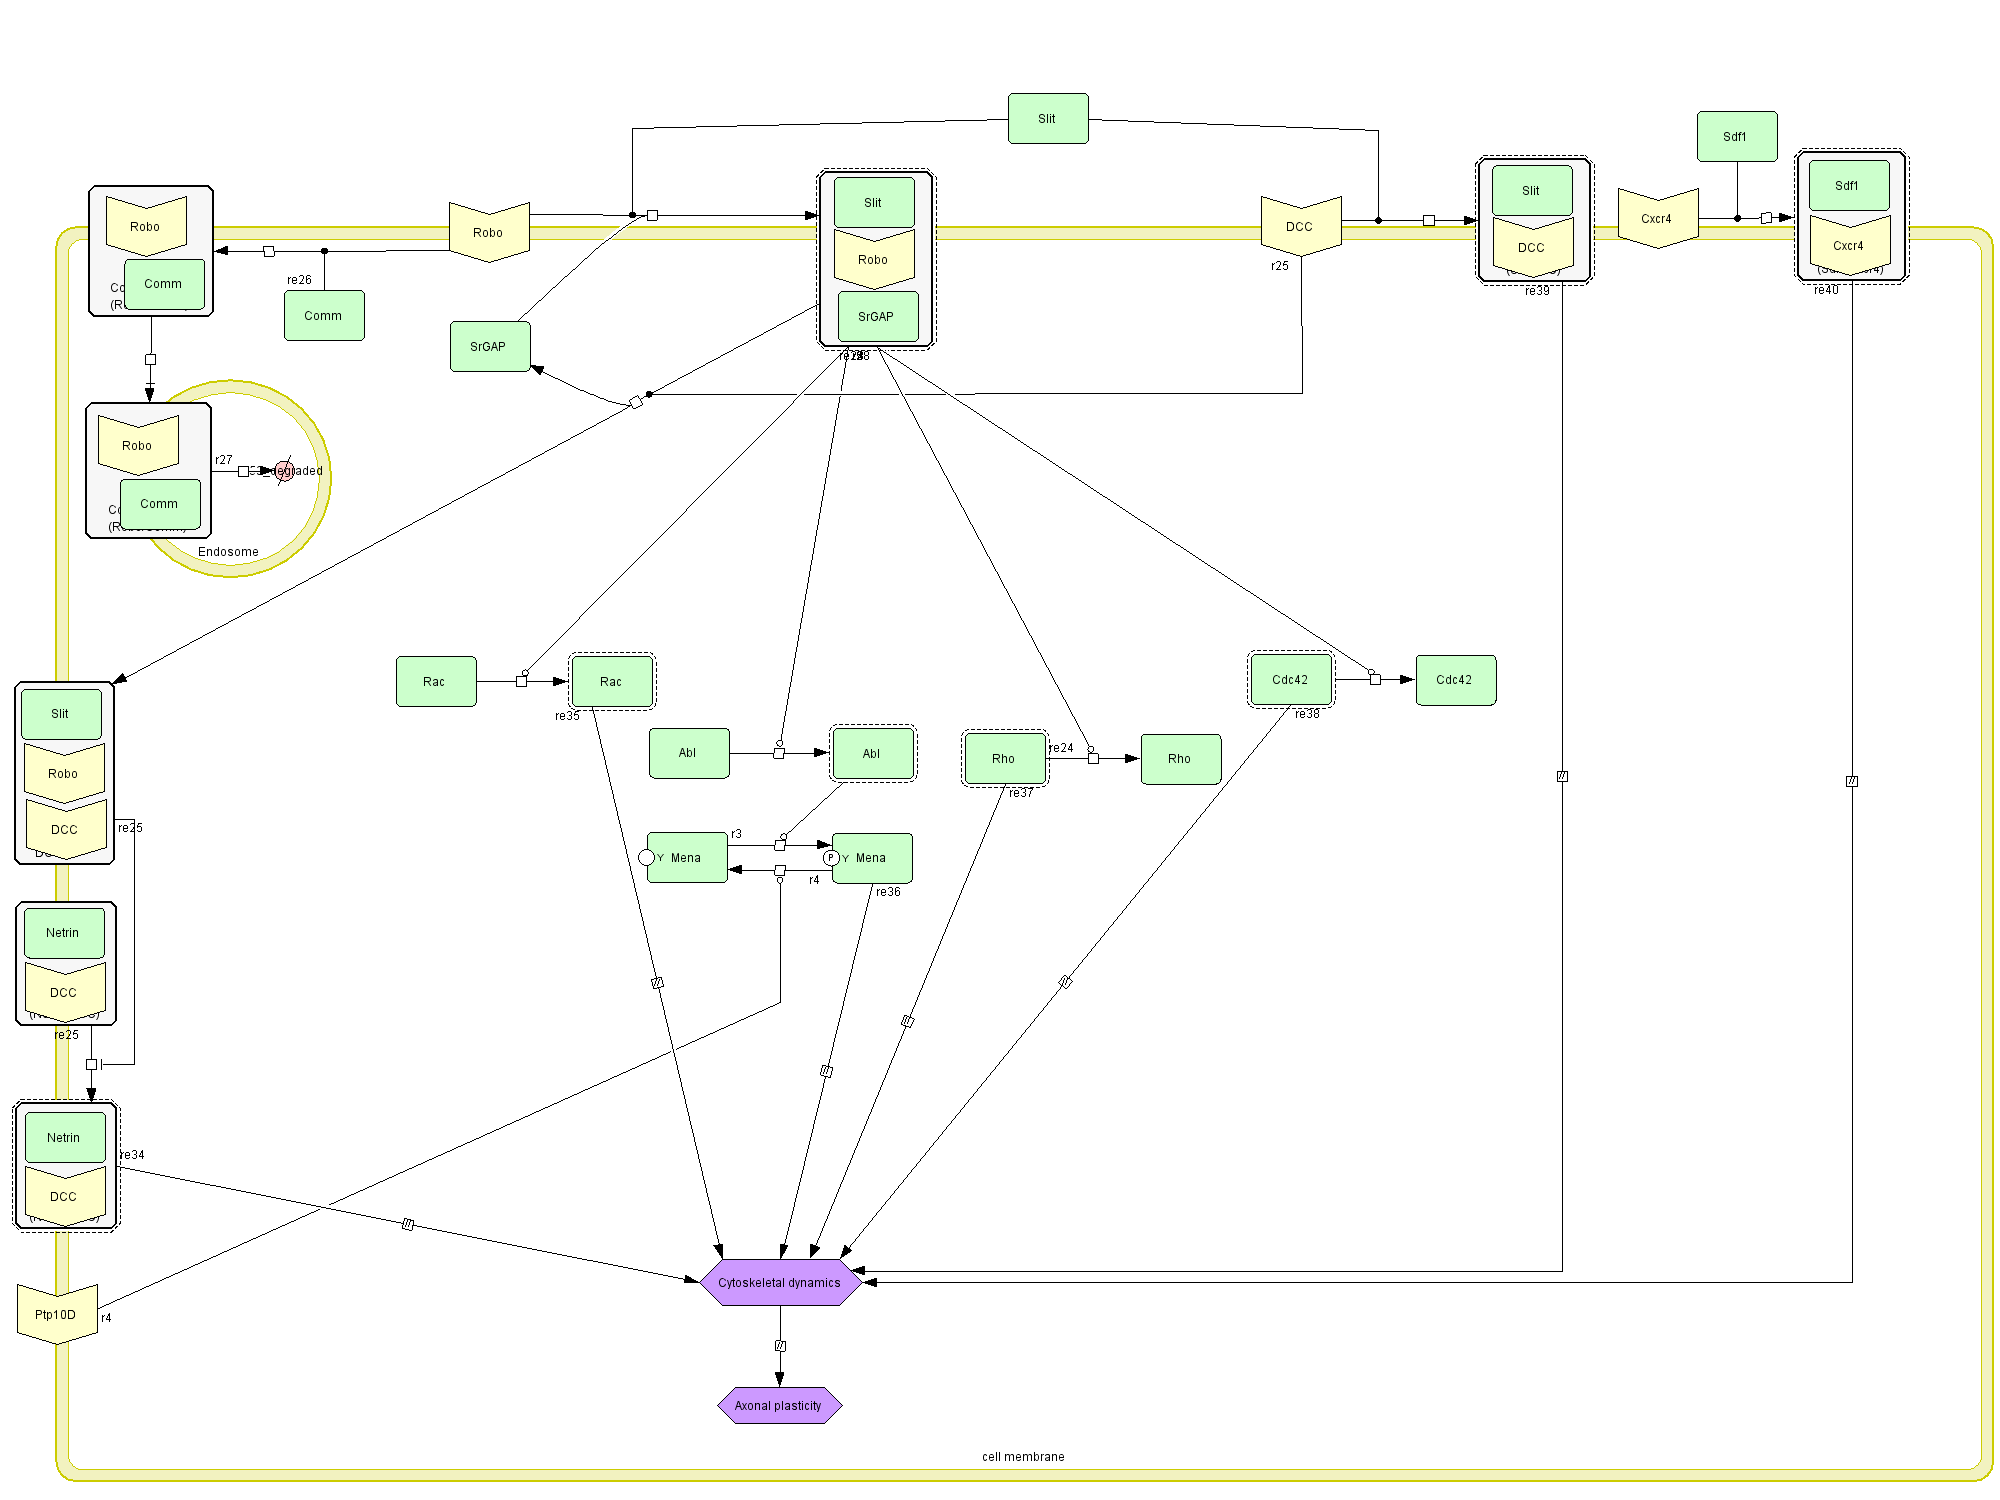 Slit
Sdf1
Slit
Sdf1
Slit
Robo
Robo
DCC
Cxcr4
DCC
Cxcr4
Robo
r25
Comm
re26
re39
re40
Comm
SrGAP
SrGAP
Robo
r27
degraded
Comm
Endosome
Slit
Robo
DCC
re25
Rac
Rac
re35
Cdc42
Cdc42
re38
Abl
Abl
Rho
re24
Rho
re37
r3
Y Mena
P Y Mena
r4
re36
Netrin
DCC
re25
Netrin
re34
DCC
Ptp10D
r4
Cytoskeletal dynamics
Axonal plasticity
cell membrane